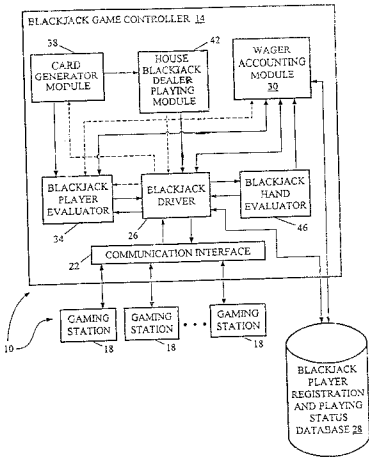 BLACKJACK GAME CONTROLLER 14
38
CARD
GENERATOR
MODULE
42
HOUSE
BLACKJACK
DEALER
PLAYING
MODULE
WAGER
ACCOUNTING
MODULE
30
BLACKJACK
PLAYER
EVALUATOR
34
BLACKJACK
DRIVER
26
BLACKJACK
HAND
EVALUATOR
46
22
COMMUNICATION INTERFACE
10
GAMING
STATION
18
GAMING
STATION
18
GAMING
STATION
18
BLACKJACK
PLAYER
REGISTRATION
AND PLAYING
STATUS
DATABASE 28